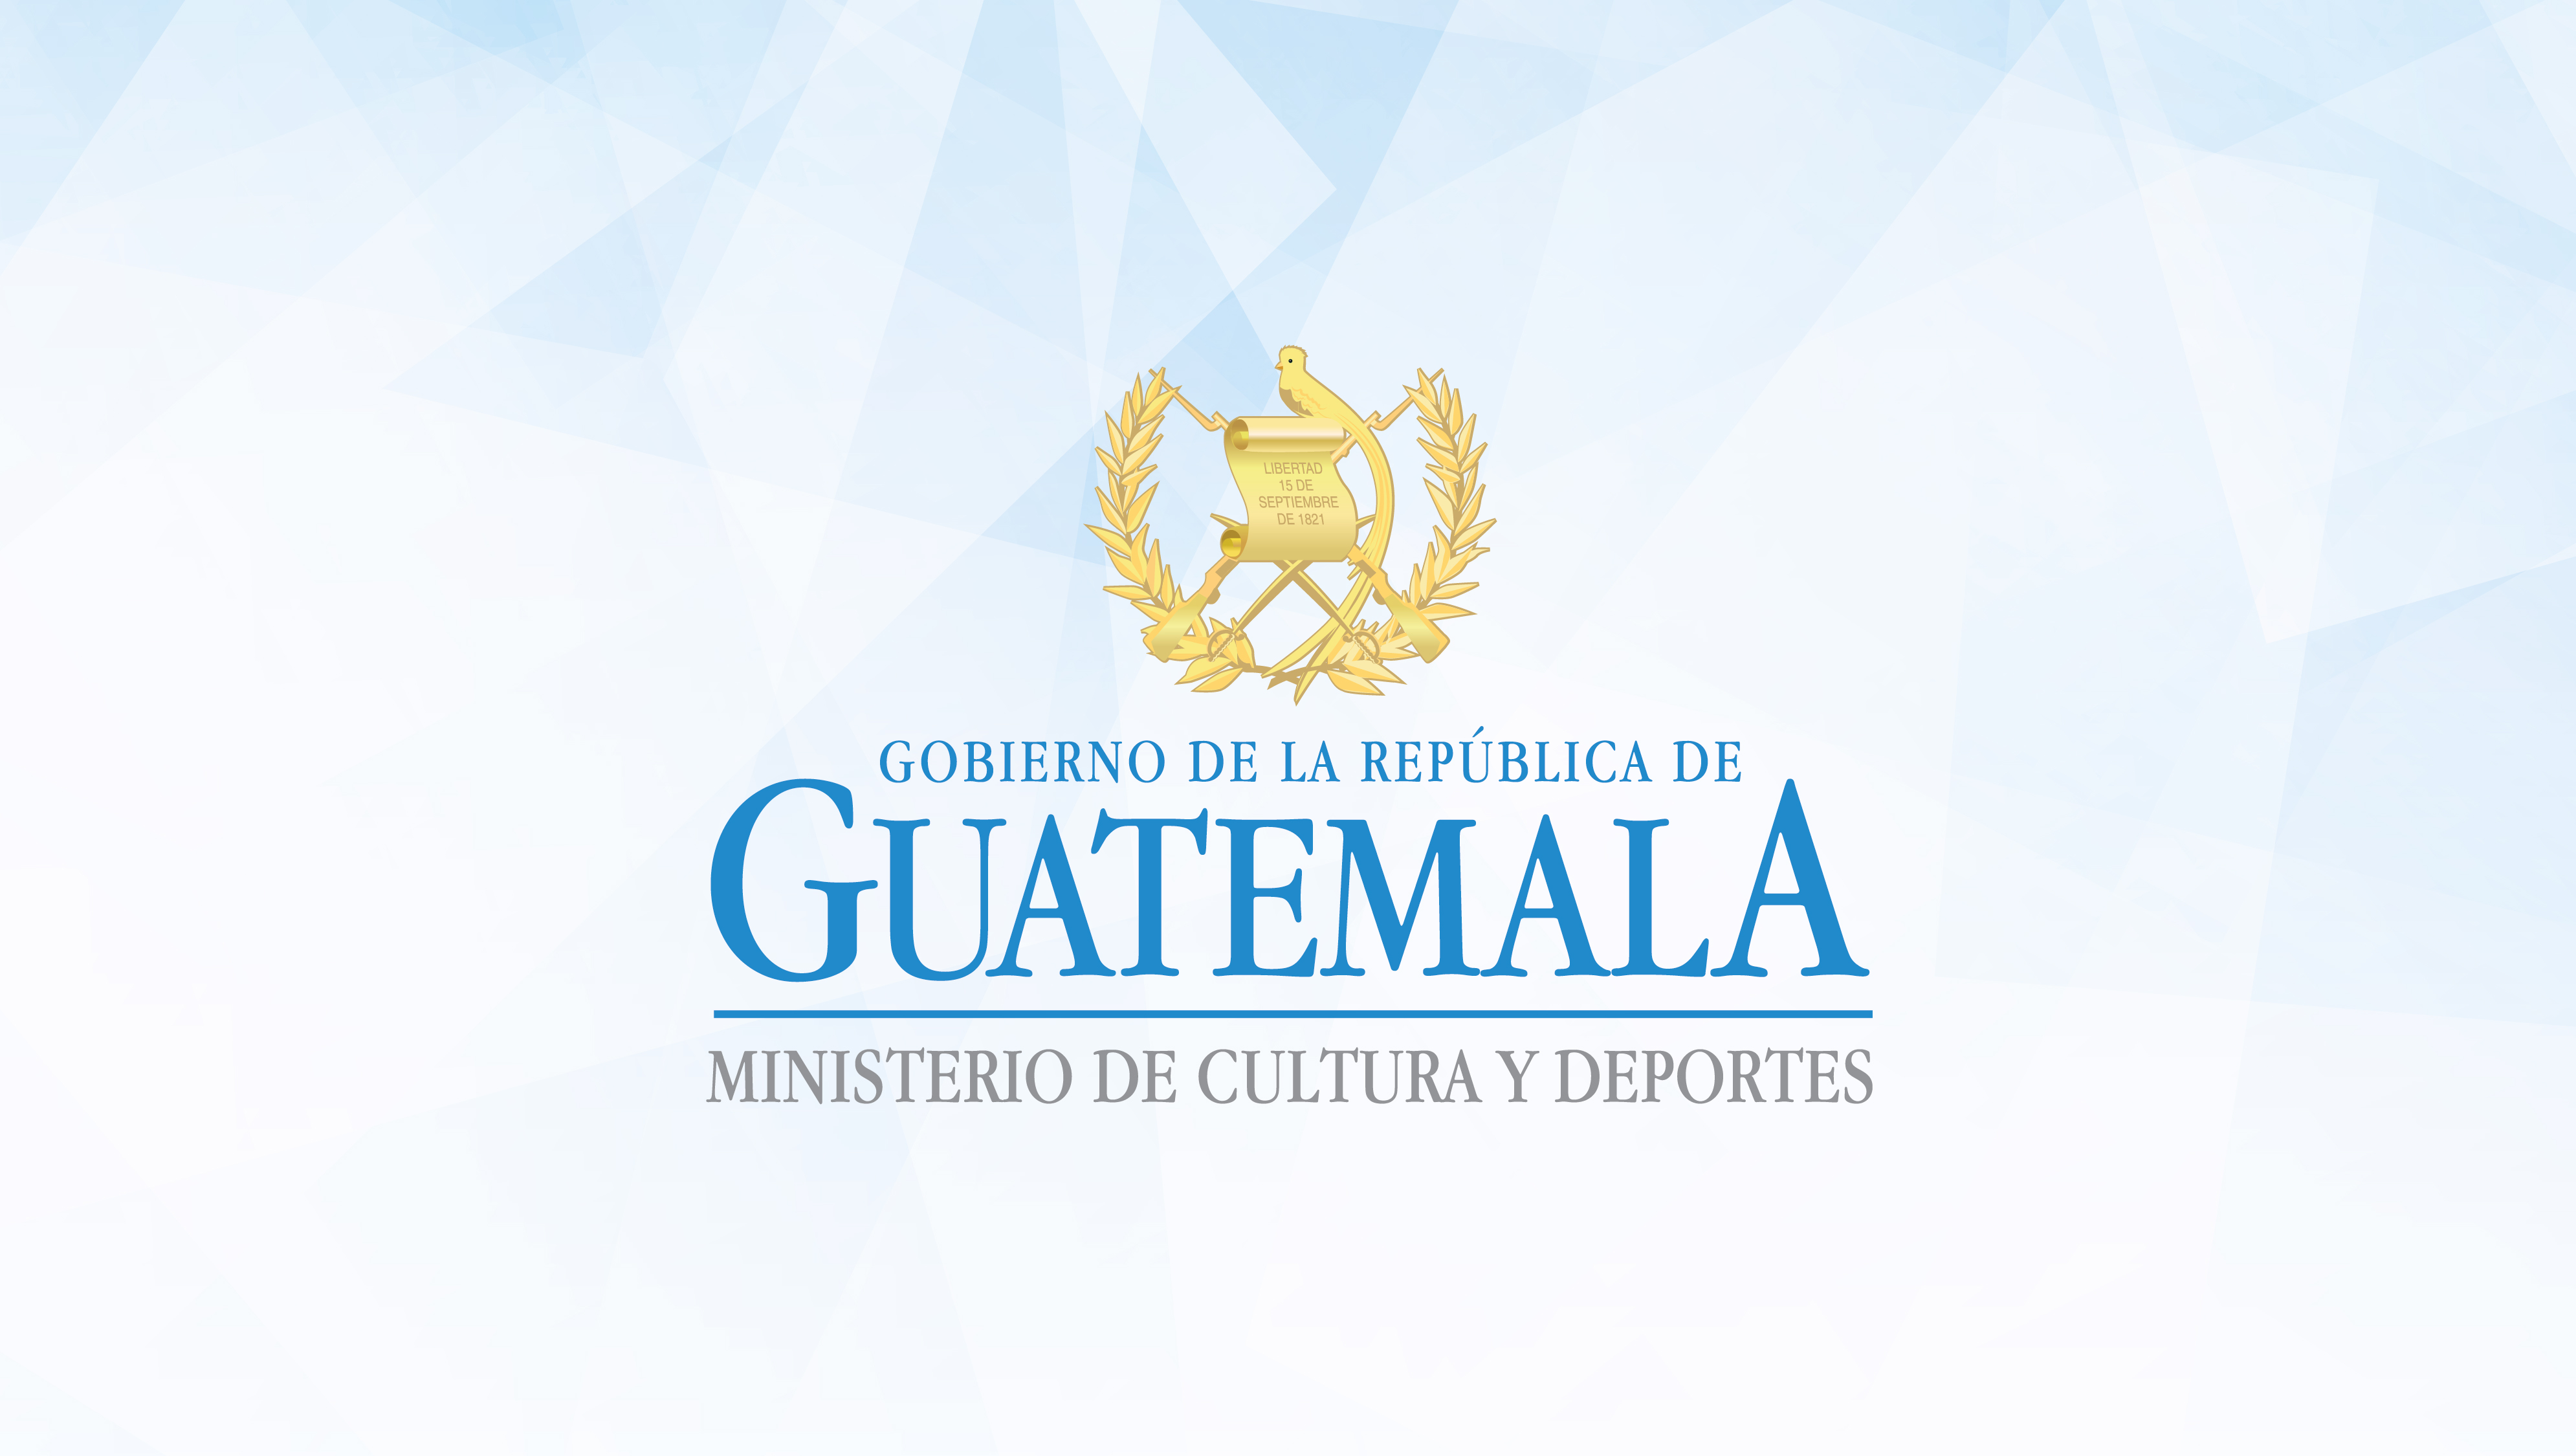 LIBERTAD
15 DE
SEPTIEMBRE
DE 1821
GOBIERNO DE LA REPÚBLICA DE
GUATEMALA
MINISTERIO DE CULTURA Y DEPORTES